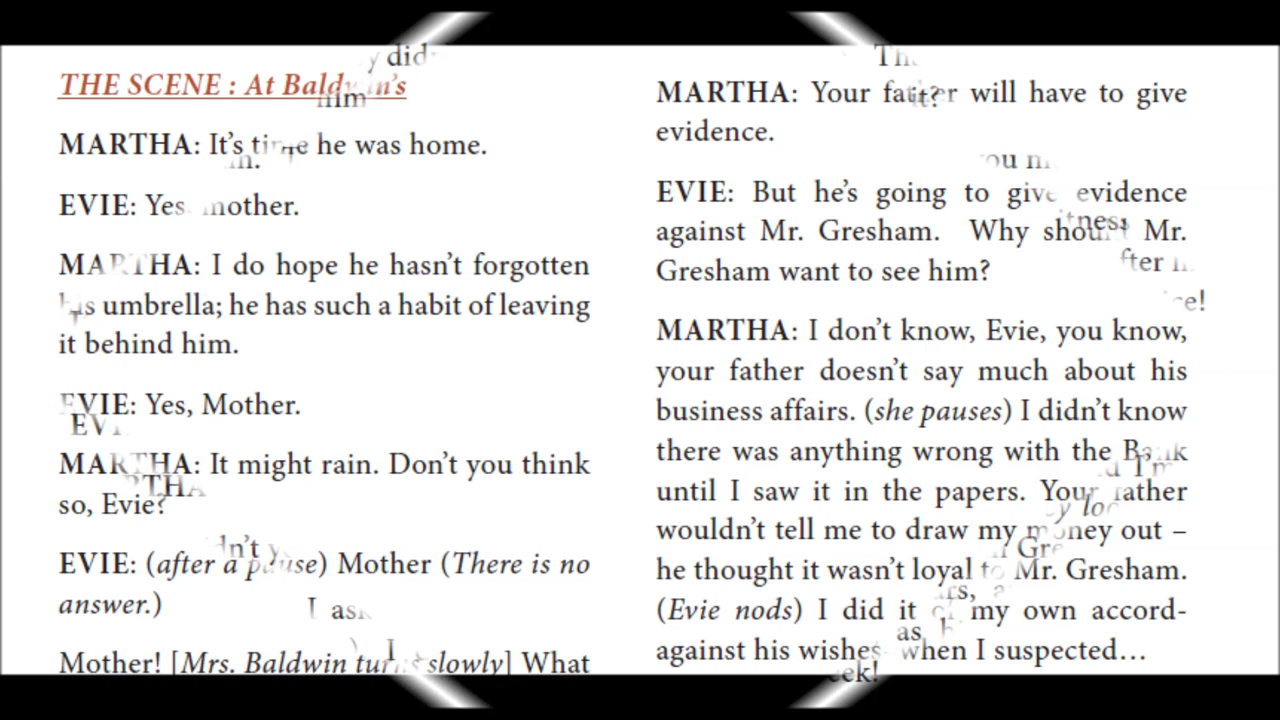 THE SCENE : At Baldwin's
MARTHA: It's time he was home.
EVIE: Yes mother.
MARTHA: I do hope he hasn't forgotten
his umbrella; he has such a habit of leaving
it behind him.
EVIE: Yes, Mother.
MARTHA: It might rain. Don't you think
so, Evie?
EVIE: (after a pause) Mother (There is no
answer.)
Mother! [Mrs. Baldwin turns slowly] What
MARTHA: Your father will have to give
evidence.
EVIE: But he's going to give evidence
against Mr. Gresham. Why should Mr.
Gresham want to see him?
MARTHA: I don't know, Evie, you know,
your father doesn't say much about his
business affairs. (she pauses) I didn't know
there was anything wrong with the Bank
until I saw it in the papers. Your father
wouldn't tell me to draw my money out –
he thought it wasn't loyal to Mr. Gresham.
(Evie nods) I did it of my own accord-
against his wishes when I suspected…